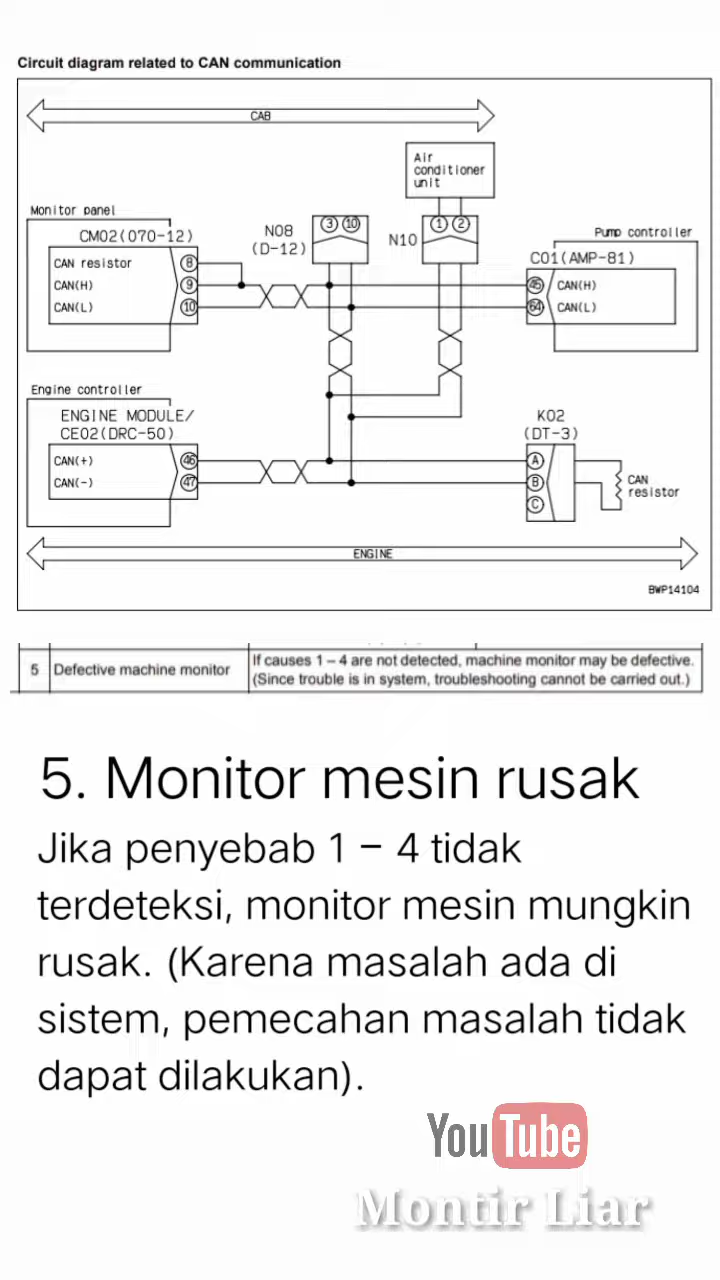 Circuit diagram related to CAN communication
CAB
Air
conditioner
unit
Monitor panel
CM02(070-12)
CAN resistor
8
CAN(H)
9
CAN(L)
10
N08
(D-12)
3 10
N10
1 2
Pump controller
C01(AMP-81)
45
CAN(H)
64
CAN(L)
Engine controller
ENGINE MODULE/
CE02(DRC-50)
CAN(+)
46
CAN(-)
47
K02
(DT-3)
A
B
C
CAN
resistor
ENGINE
BWP14104
5 Defective machine monitor
If causes 1 – 4 are not detected, machine monitor may be defective.
(Since trouble is in system, troubleshooting cannot be carried out.)
5. Monitor mesin rusak
Jika penyebab 1 – 4 tidak
terdeteksi, monitor mesin mungkin
rusak. (Karena masalah ada di
sistem, pemecahan masalah tidak
dapat dilakukan).
YouTube
Montir Liar